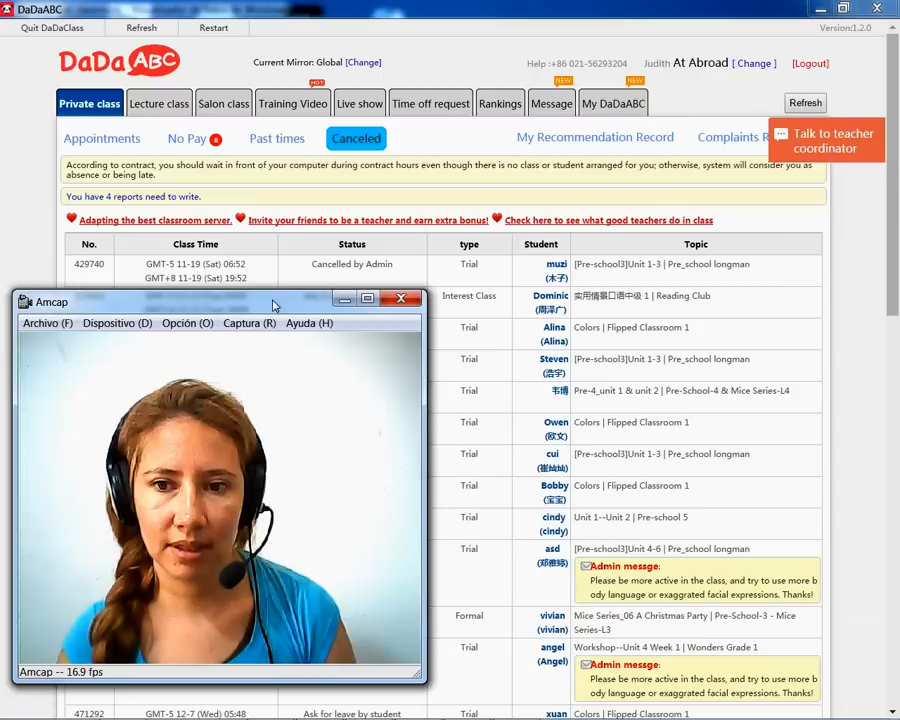 DaDaABC
Quit DaDaClass Refresh Restart Version:1.2.0
DaDaABC Current Mirror: Global [Change] Help :+86 021-56293204 Judith At Abroad [ Change ] [Logout]
HOT NEW NEW
Private class Lecture class Salon class Training Video Live show Time off request Rankings Message My DaDaABC Refresh
Appointments No Pay 8 Past times Canceled My Recommendation Record Complaints R
Talk to teacher
coordinator
According to contract, you should wait in front of your computer during contract hours even though there is no class or student arranged for you; otherwise, system will consider you as
absence or being late.
You have 4 reports need to write.
Adapting the best classroom server. Invite your friends to be a teacher and earn extra bonus! Check here to see what good teachers do in class
No. Class Time Status type Student Topic
429740 GMT-5 11-19 (Sat) 06:52 Cancelled by Admin Trial muzi [Pre-school3]Unit 1-3 | Pre_school longman
GMT+8 11-19 (Sat) 19:52 (木子)
Interest Class Dominic 实用情景口语中级 1 | Reading Club
(周泽广)
Trial Alina Colors | Flipped Classroom 1
(Alina)
Trial Steven [Pre-school3]Unit 1-3 | Pre_school longman
(浩宇)
Trial 韦博 Pre-4_unit 1 & unit 2 | Pre-School-4 & Mice Series-L4
Trial Owen Colors | Flipped Classroom 1
(欧文)
Trial cui [Pre-school3]Unit 1-3 | Pre_school longman
Trial Bobby Colors | Flipped Classroom 1
(宝宝)
Trial cindy Unit 1--Unit 2 | Pre-school 5
(cindy)
Trial asd [Pre-school3]Unit 4-6 | Pre_school longman
(郑雅婷) Admin messge:
Please be more active in the class, and try to use more b
ody language or exaggerated facial expressions. Thanks!
Formal vivian Mice Series_06 A Christmas Party | Pre-School-3 - Mice
(vivian) Series-L3
Trial angel Workshop--Unit 4 Week 1 | Wonders Grade 1
(Angel) Admin messge:
Please be more active in the class, and try to use more b
ody language or exaggerated facial expressions. Thanks!
471292 GMT-5 12-7 (Wed) 05:48 Ask for leave by student Trial xuan Colors | Flipped Classroom 1
Amcap
Archivo (F) Dispositivo (D) Opción (O) Captura (R) Ayuda (H)
Amcap -- 16.9 fps